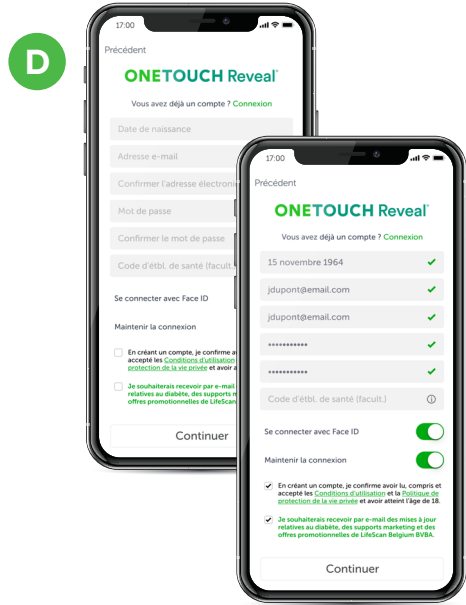 D
17:00
Précédent
ONETOUCH Reveal®
Vous avez déjà un compte ? Connexion
Date de naissance
Adresse e-mail
Confirmer l'adresse électroni
Mot de passe
Confirmer le mot de passe
Code d'étbl. de santé (facult.)
Se connecter avec Face ID
Maintenir la connexion
En créant un compte, je confirme a
accepté les Conditions d'utilisation
protection de la vie privée et avoir a
Je souhaiterais recevoir par e-mail
relatives au diabète, des supports m
offres promotionnelles de LifeScan
Continuer
17:00
Précédent
ONETOUCH Reveal®
Vous avez déjà un compte ? Connexion
15 novembre 1964
jdupont@email.com
jdupont@email.com
•••••••••••
•••••••••••
Code d'étbl. de santé (facult.)
Se connecter avec Face ID
Maintenir la connexion
En créant un compte, je confirme avoir lu, compris et
accepté les Conditions d'utilisation et la Politique de
protection de la vie privée et avoir atteint l'âge de 18.
Je souhaiterais recevoir par e-mail des mises à jour
relatives au diabète, des supports marketing et des
offres promotionnelles de LifeScan Belgium BVBA.
Continuer